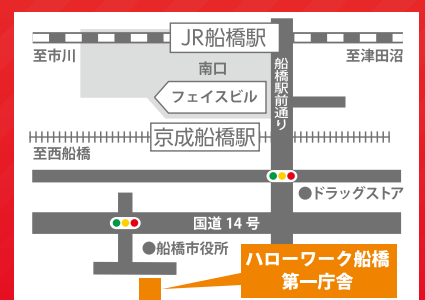 JR船橋駅
至市川
至津田沼
南口
船橋駅前通り
フェイスビル
京成船橋駅
至西船橋
●ドラッグストア
国道14号
●船橋市役所
ハローワーク船橋
第一庁舎